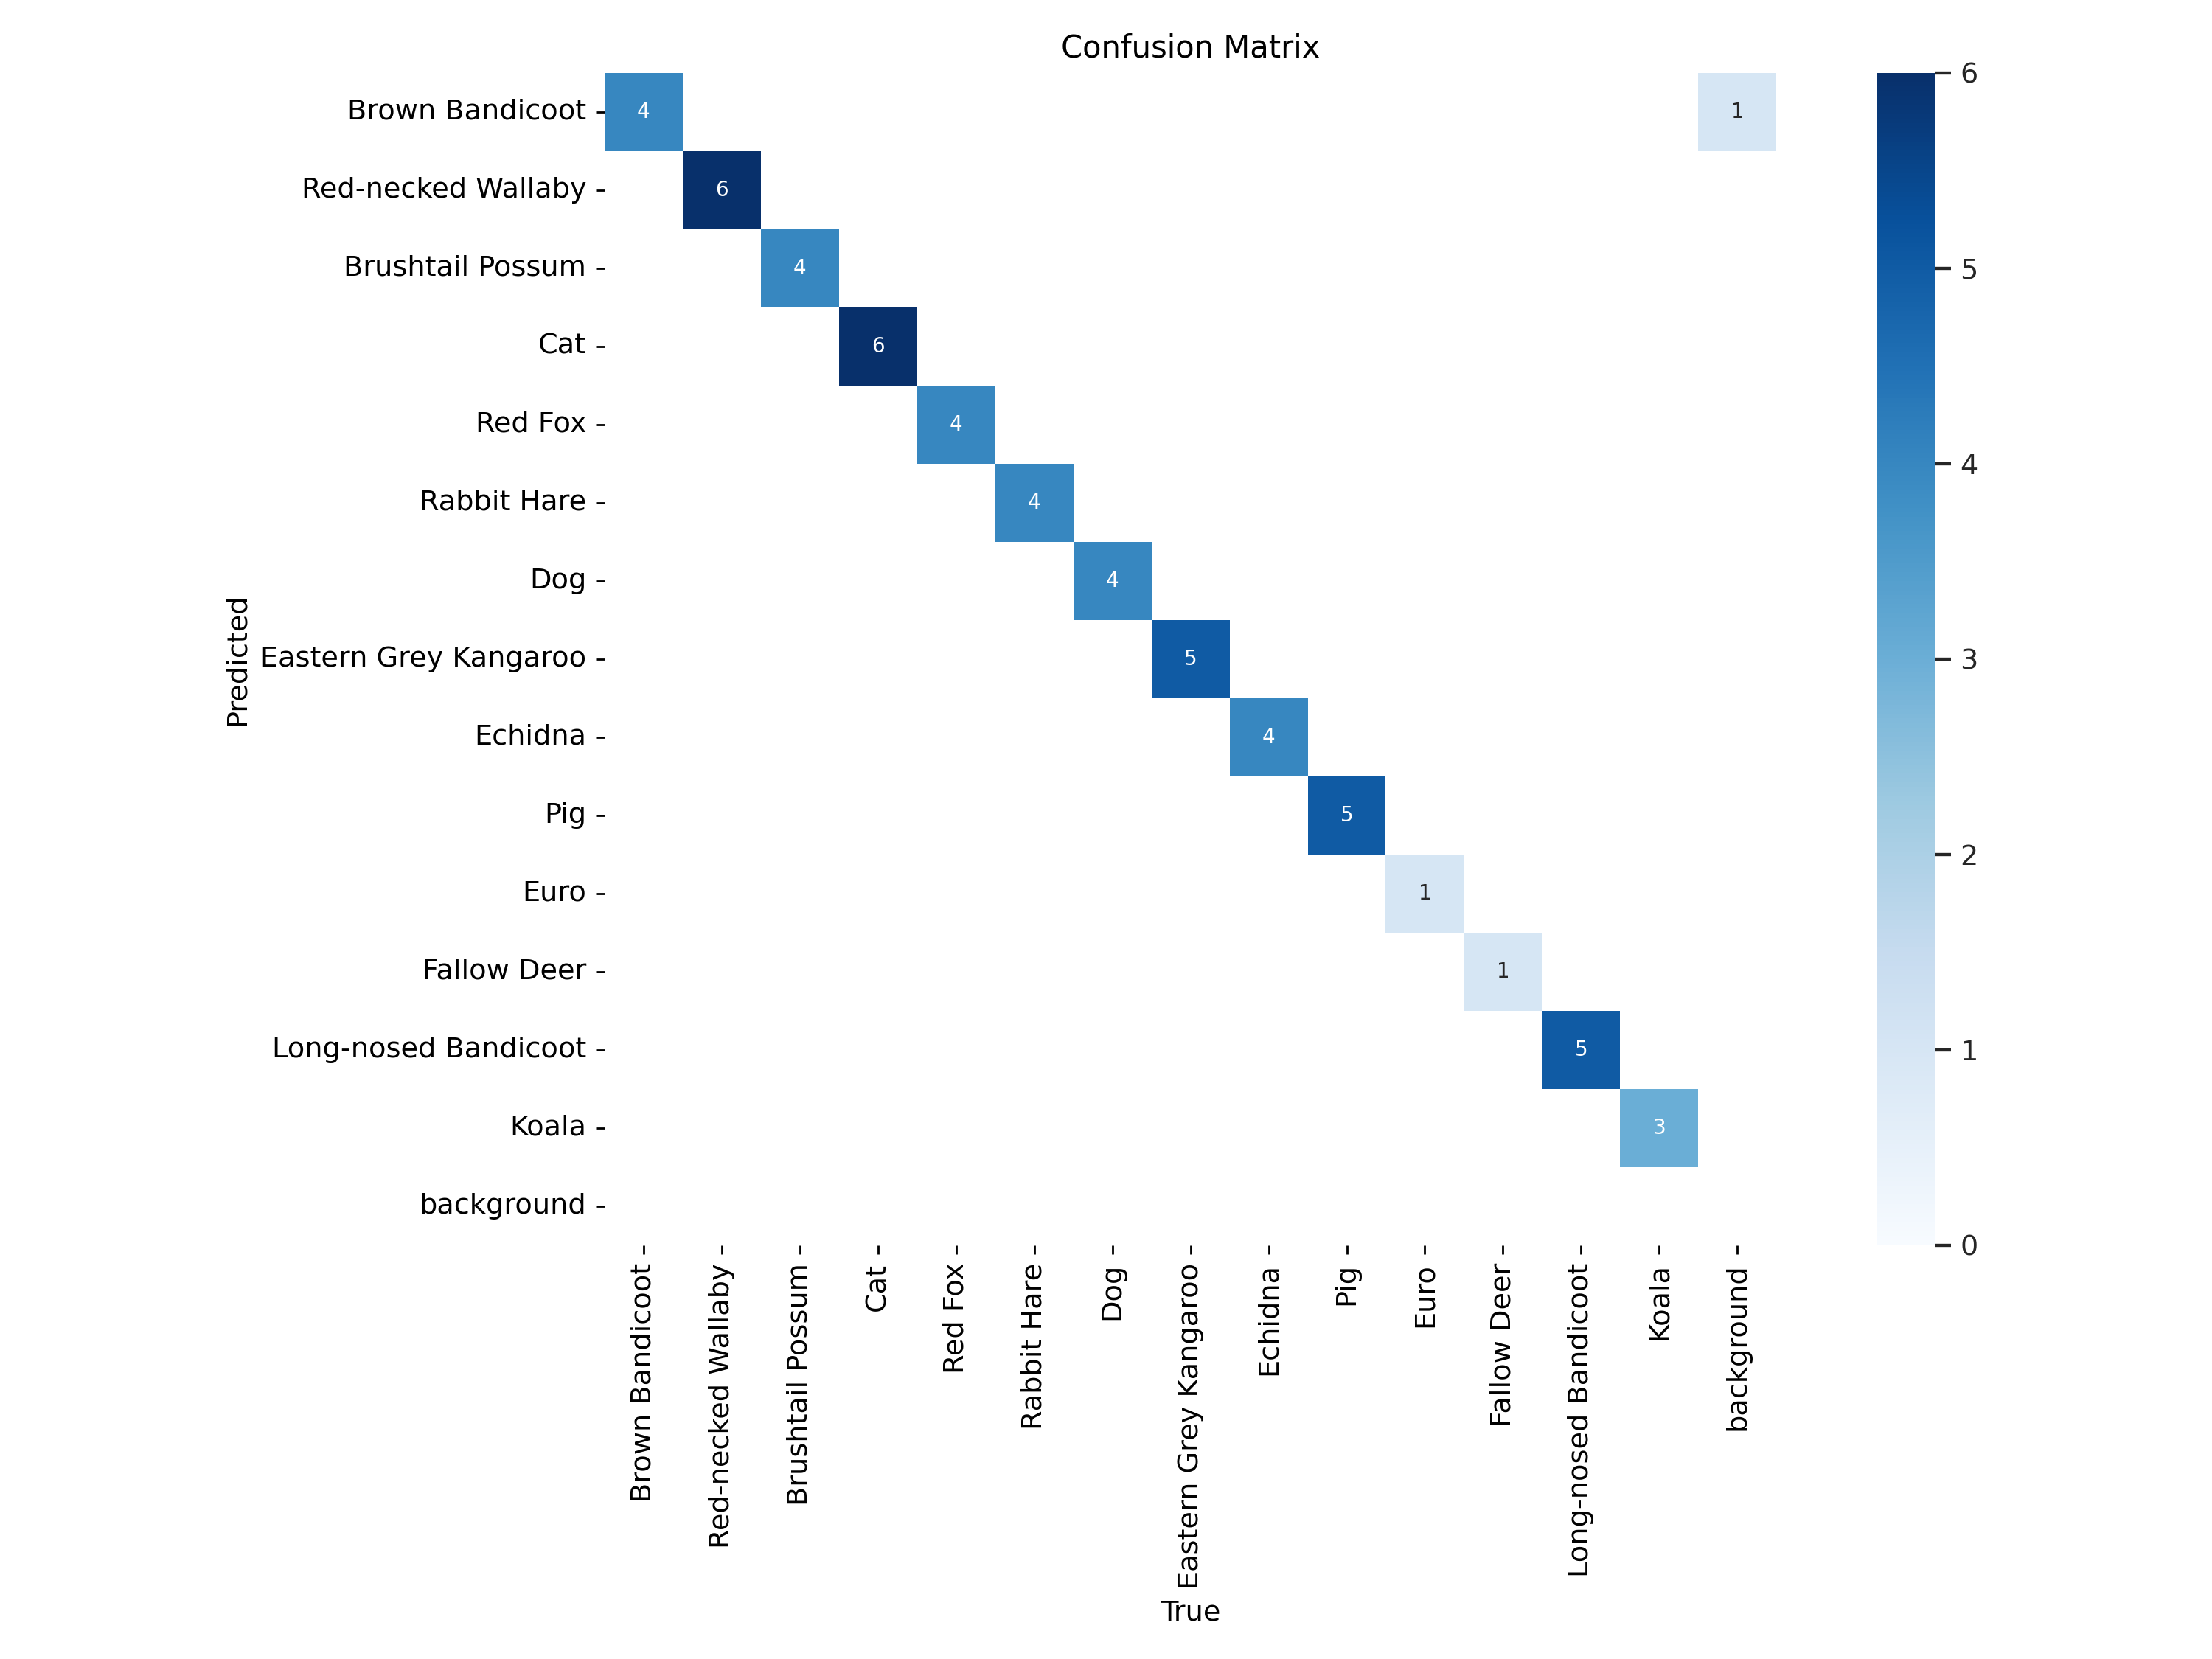 Confusion Matrix
Predicted
Brown Bandicoot
4
1
Red-necked Wallaby
6
Brushtail Possum
4
Cat
6
Red Fox
4
Rabbit Hare
4
Dog
4
Eastern Grey Kangaroo
5
Echidna
4
Pig
5
Euro
1
Fallow Deer
1
Long-nosed Bandicoot
5
Koala
3
background
Brown Bandicoot
Red-necked Wallaby
Brushtail Possum
Cat
Red Fox
Rabbit Hare
Dog
Eastern Grey Kangaroo
Echidna
Pig
Euro
Fallow Deer
Long-nosed Bandicoot
Koala
background
True
6
5
4
3
2
1
0